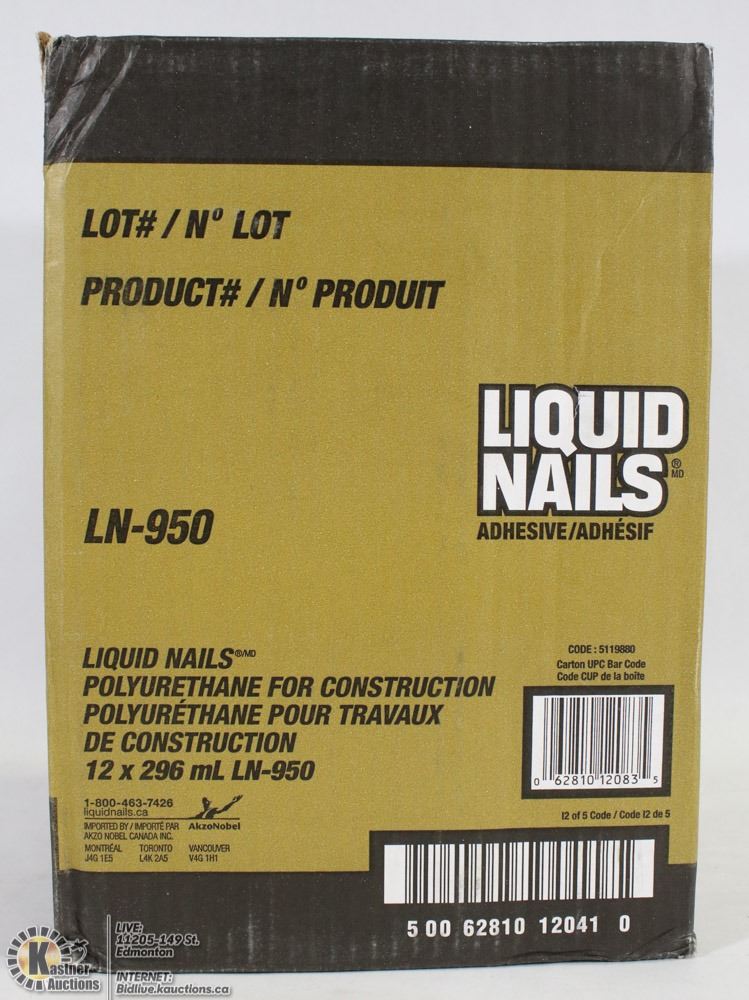 LOT# / Nº LOT
PRODUCT# / Nº PRODUIT
LIQUID
NAILS ®MD
ADHESIVE/ADHÉSIF
LN-950
CODE : 5119880
Carton UPC Bar Code
Code CUP de la boîte
0 62810 12083 5
LIQUID NAILS®/MD
POLYURETHANE FOR CONSTRUCTION
POLYURÉTHANE POUR TRAVAUX
DE CONSTRUCTION
12 x 296 mL LN-950
1-800-463-7426
liquidnails.ca
IMPORTED BY / IMPORTÉ PAR
AKZO NOBEL CANADA INC.
AkzoNobel
MONTRÉAL TORONTO VANCOUVER
J4G 1E5 L4K 2A5 V4G 1H1
I2 of 5 Code / Code I2 de 5
5 00 62810 12041 0
Kastner
Auctions
LIVE:
11205-149 St.
Edmonton
INTERNET:
Bidlive.kauctions.ca